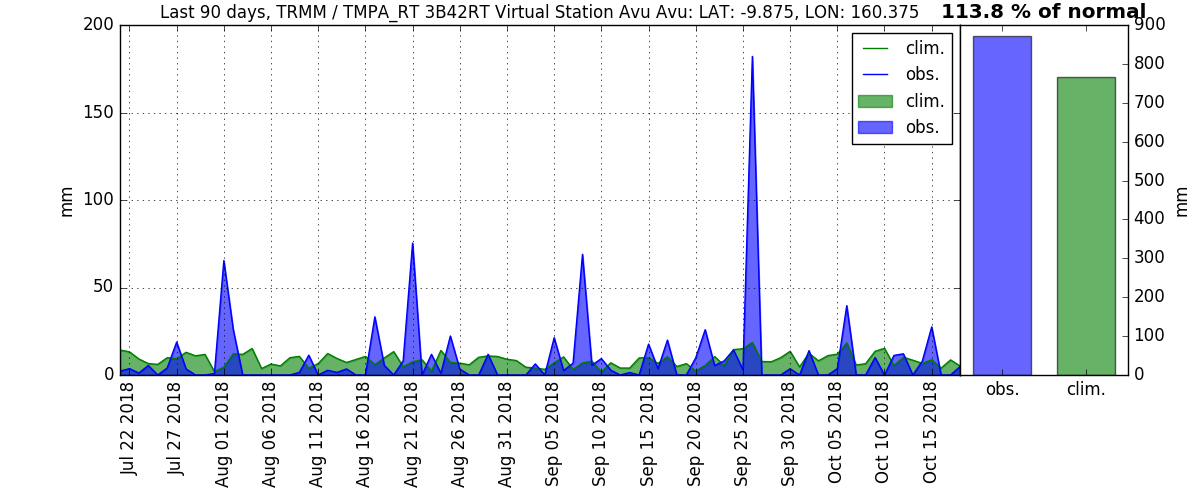 Last 90 days, TRMM / TMPA_RT 3B42RT Virtual Station Avu Avu: LAT: -9.875, LON: 160.375
113.8 % of normal
200
150
100
50
0
mm
clim.
obs.
clim.
obs.
900
800
700
600
500
400
300
200
100
0
mm
Jul 22 2018
Jul 27 2018
Aug 01 2018
Aug 06 2018
Aug 11 2018
Aug 16 2018
Aug 21 2018
Aug 26 2018
Aug 31 2018
Sep 05 2018
Sep 10 2018
Sep 15 2018
Sep 20 2018
Sep 25 2018
Sep 30 2018
Oct 05 2018
Oct 10 2018
Oct 15 2018
obs.
clim.